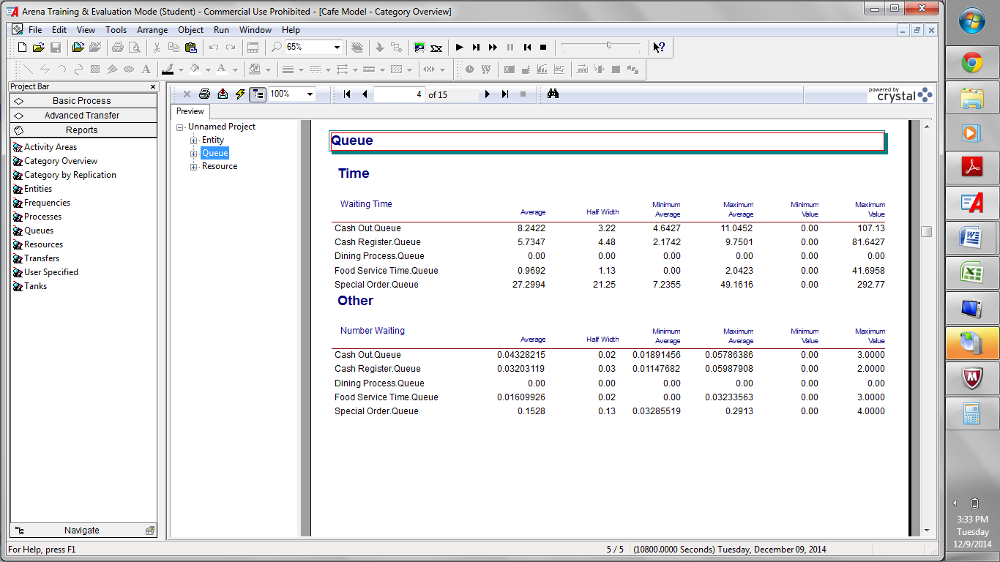 Arena Training & Evaluation Mode (Student) - Commercial Use Prohibited - [Cafe Model - Category Overview]
File Edit View Tools Arrange Object Run Window Help
65%
Project Bar
Basic Process
Advanced Transfer
Reports
Activity Areas
Category Overview
Category by Replication
Entities
Frequencies
Processes
Queues
Resources
Transfers
User Specified
Tanks
Navigate
100% 4 of 15
powered by
crystal
Preview
Unnamed Project
Entity
Queue
Resource
Queue
Time
Waiting Time Average Half Width Minimum Average Maximum Average Minimum Value Maximum Value
Cash Out.Queue 8.2422 3.22 4.6427 11.0452 0.00 107.13
Cash Register.Queue 5.7347 4.48 2.1742 9.7501 0.00 81.6427
Dining Process.Queue 0.00 0.00 0.00 0.00 0.00 0.00
Food Service Time.Queue 0.9692 1.13 0.00 2.0423 0.00 41.6958
Special Order.Queue 27.2994 21.25 7.2355 49.1616 0.00 292.77
Other
Number Waiting Average Half Width Minimum Average Maximum Average Minimum Value Maximum Value
Cash Out.Queue 0.04328215 0.02 0.01891456 0.05786386 0.00 3.0000
Cash Register.Queue 0.03203119 0.03 0.01147682 0.05987908 0.00 2.0000
Dining Process.Queue 0.00 0.00 0.00 0.00 0.00 0.00
Food Service Time.Queue 0.01609926 0.02 0.00 0.03233563 0.00 3.0000
Special Order.Queue 0.1528 0.13 0.03285519 0.2913 0.00 4.0000
For Help, press F1
5 / 5 (10800.0000 Seconds) Tuesday, December 09, 2014
3:33 PM
Tuesday
12/9/2014